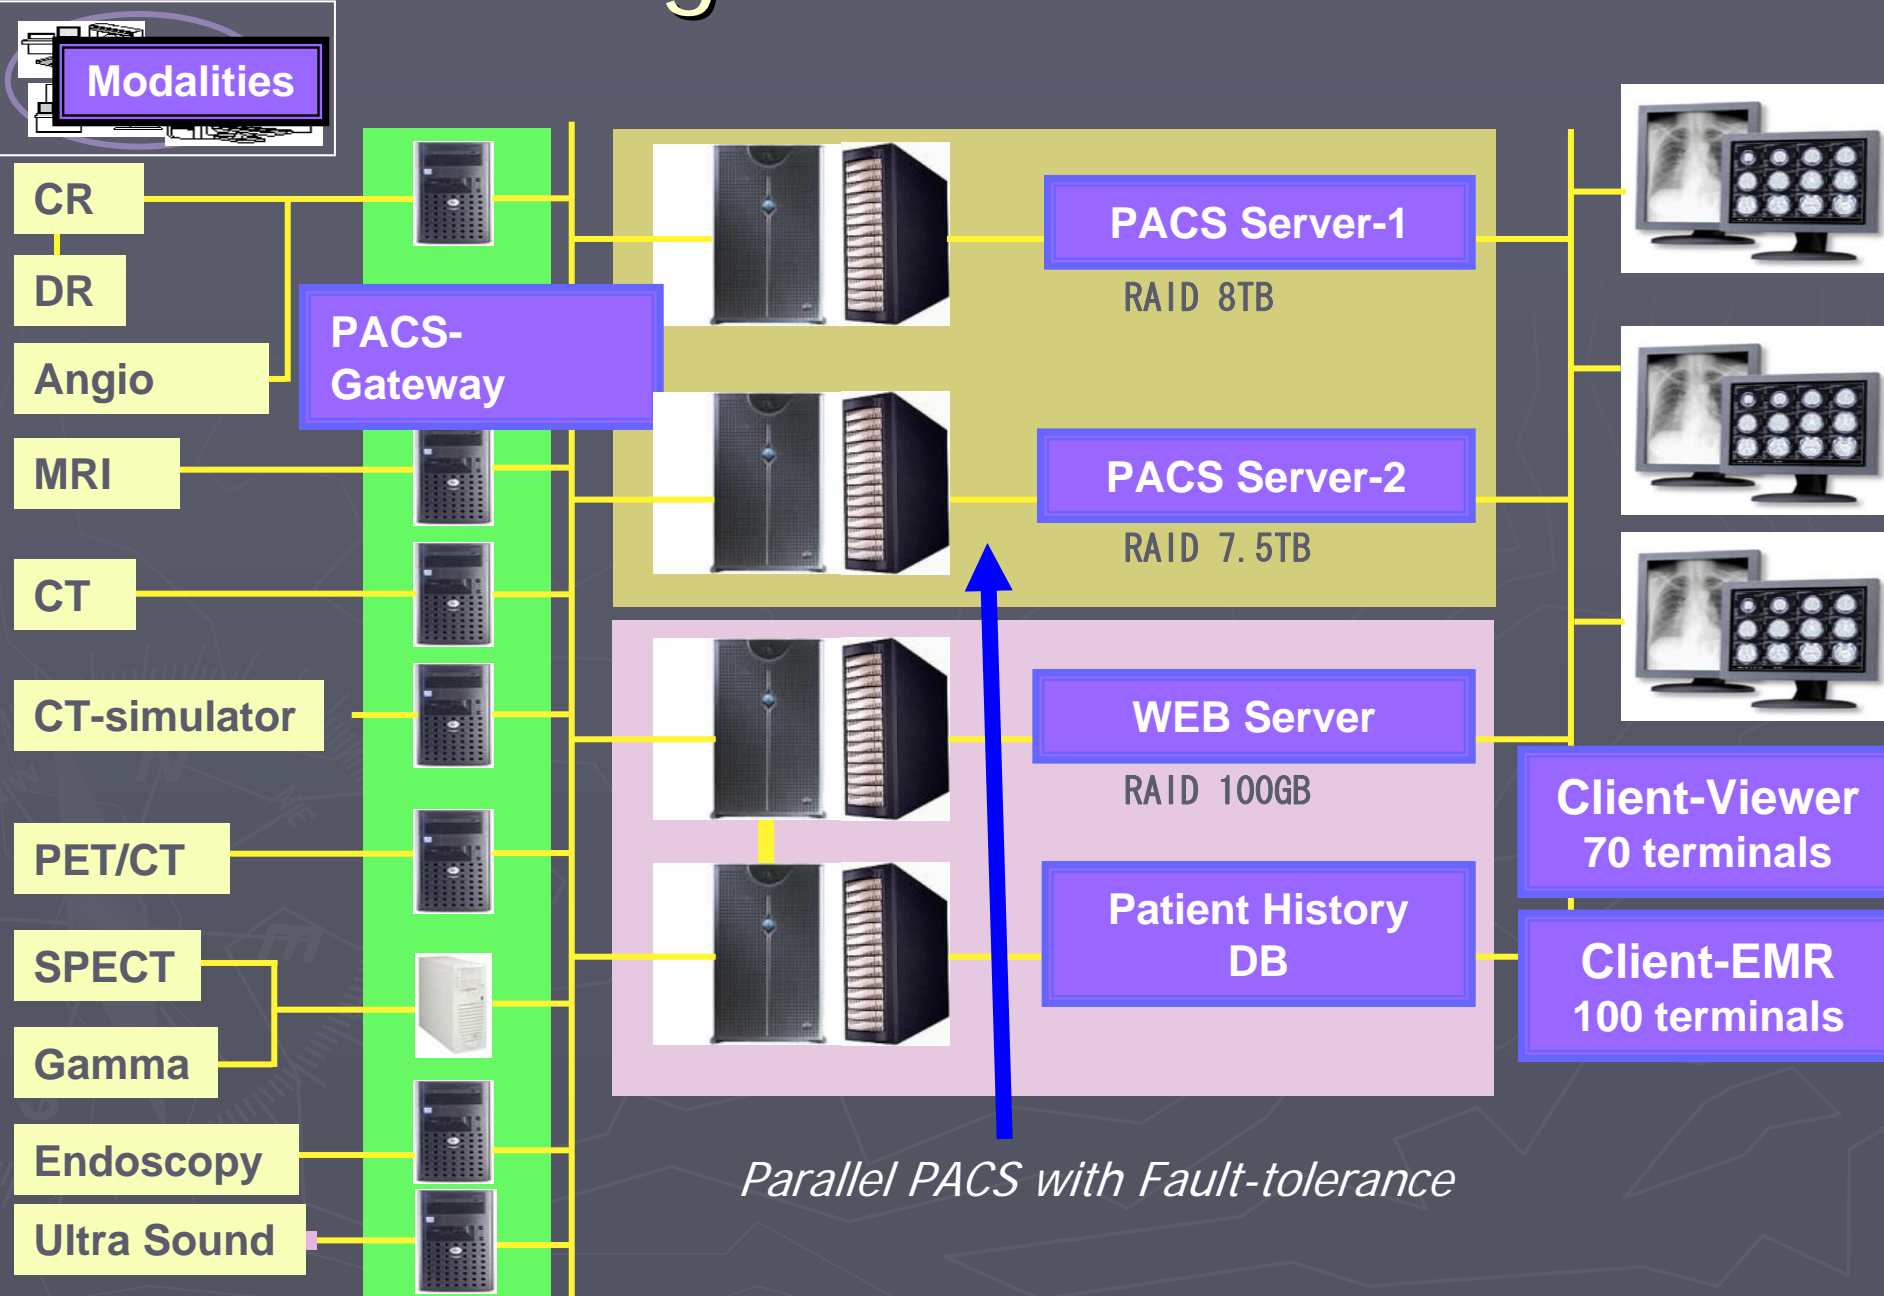 Modalities
CR
DR
Angio
MRI
CT
CT-simulator
PET/CT
SPECT
Gamma
Endoscopy
Ultra Sound
PACS-
Gateway
PACS Server-1
RAID 8TB
PACS Server-2
RAID 7.5TB
WEB Server
RAID 100GB
Patient History
DB
Client-Viewer
70 terminals
Client-EMR
100 terminals
Parallel PACS with Fault-tolerance